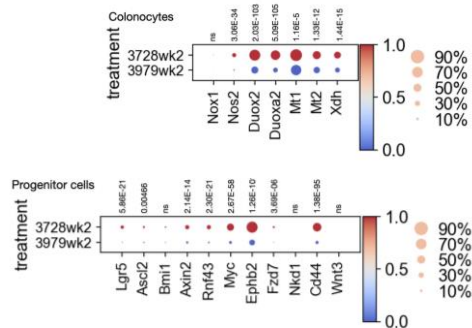 Colonocytes
ns
3.06E-34
2.03E-103
5.09E-105
1.16E-5
1.33E-12
1.44E-15
treatment
3728wk2
3979wk2
Nox1
Nos2
Duox2
Duoxa2
Mt1
Mt2
Xdh
1.0
0.5
0.0
90%
70%
50%
30%
10%
Progenitor cells
5.86E-21
0.00466
ns
2.14E-14
2.30E-21
2.67E-58
1.26E-10
3.69E-06
ns
1.38E-95
ns
treatment
3728wk2
3979wk2
Lgr5
Ascl2
Bmi1
Axin2
Rnf43
Myc
Ephb2
Fzd7
Nkd1
Cd44
Wnt3
1.0
0.5
0.0
90%
70%
50%
30%
10%